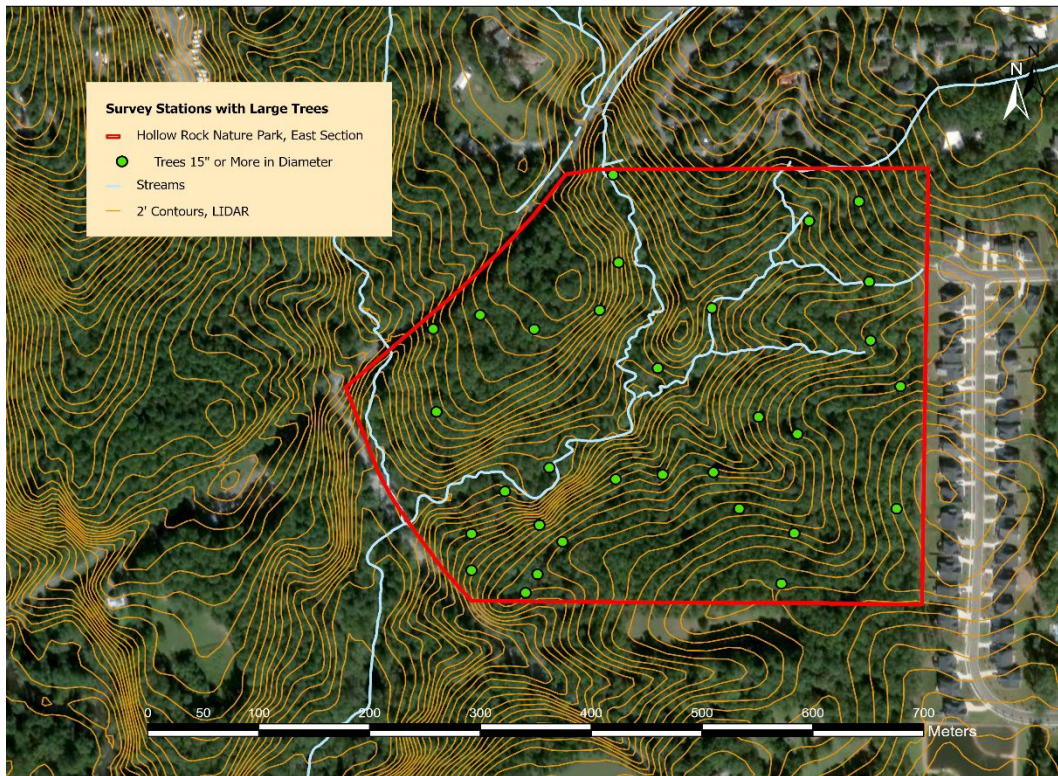 N
N
Survey Stations with Large Trees
Hollow Rock Nature Park, East Section
Trees 15" or More in Diameter
Streams
2' Contours, LIDAR
0 50 100 200 300 400 500 600 700
Meters